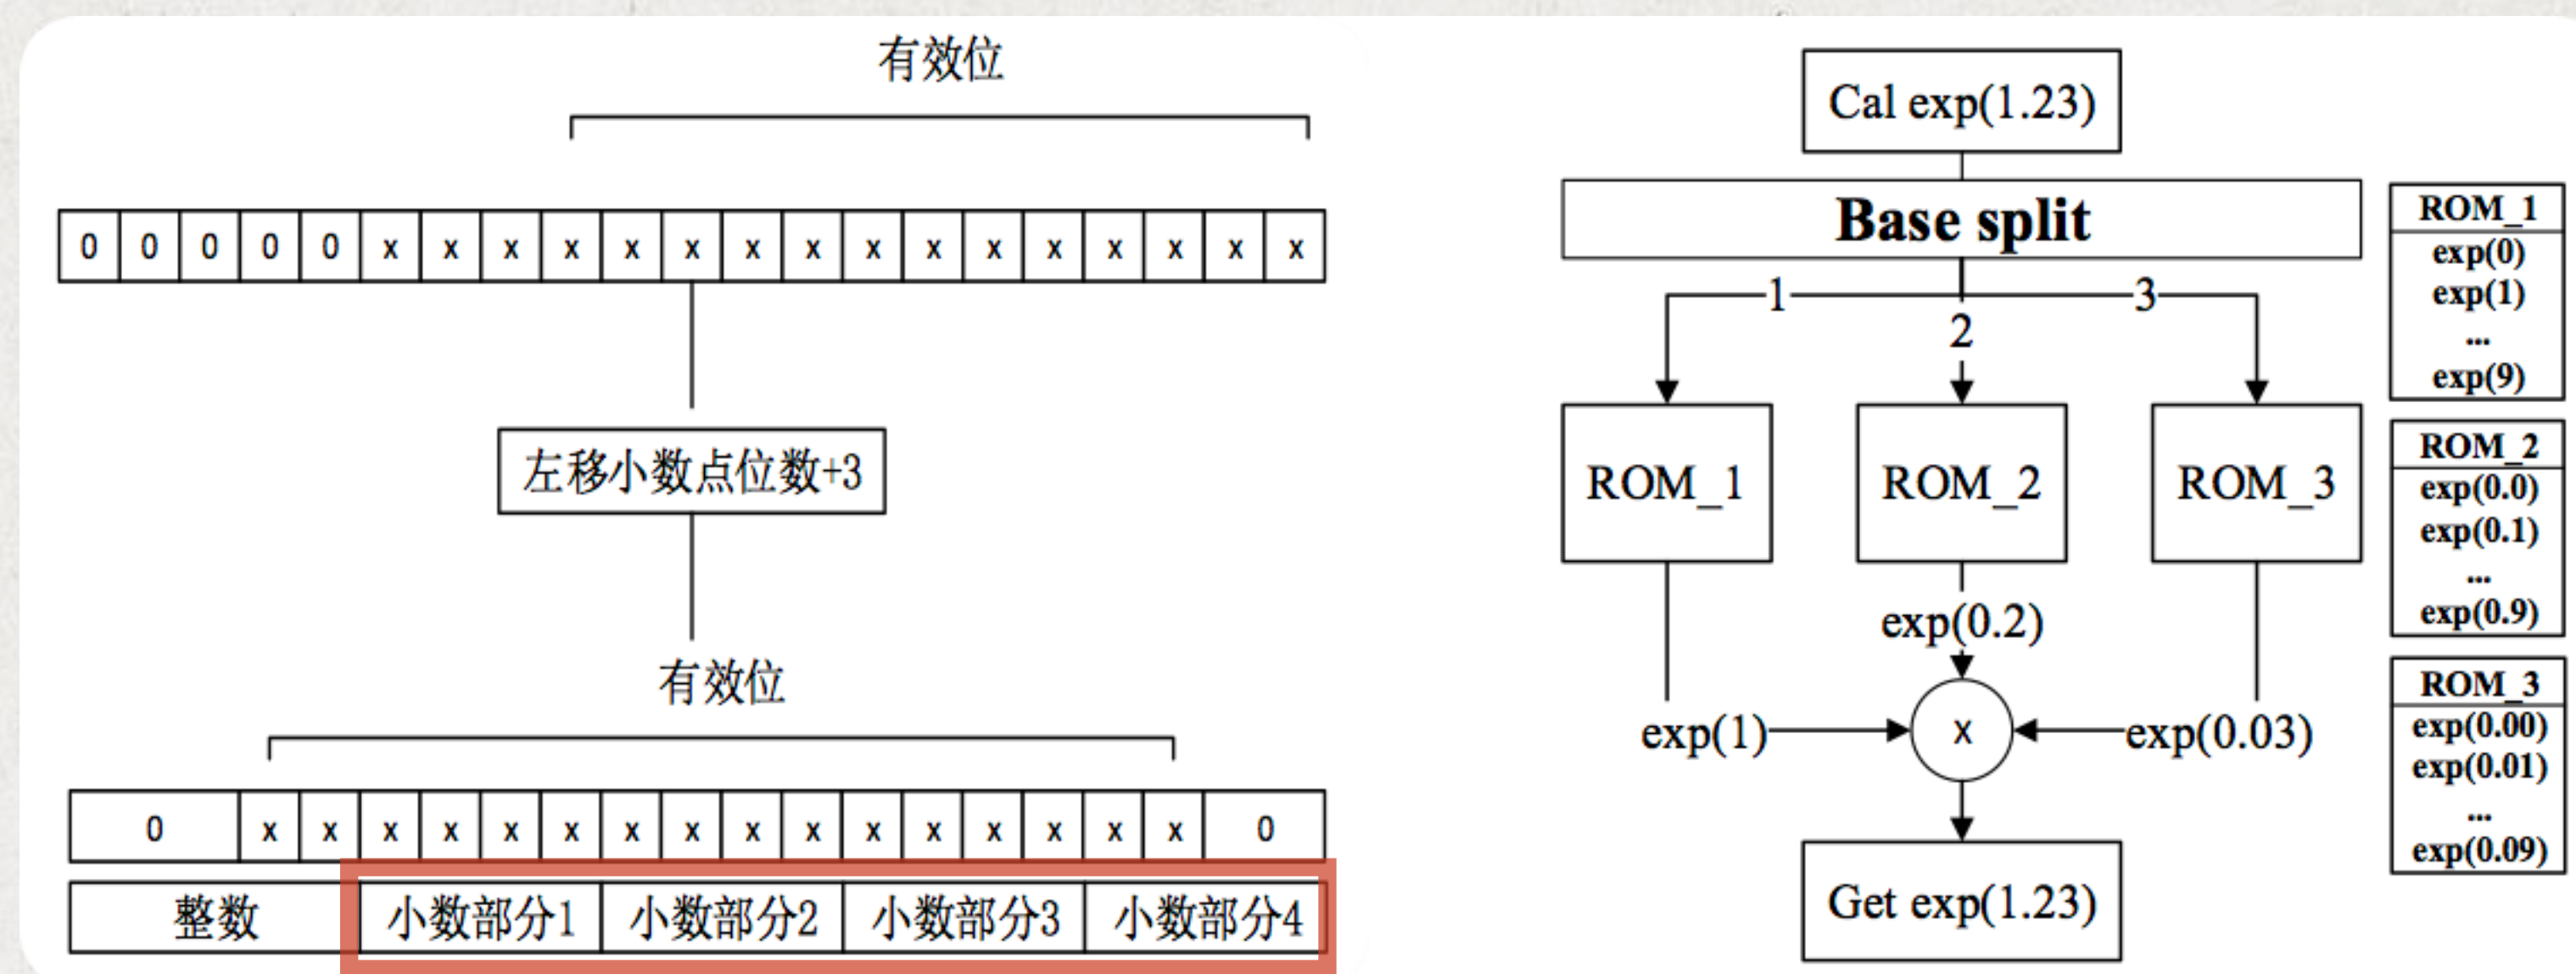 有效位
0 0 0 0 0 x x x x x x x x x x x x x x x x
左移小数点位数+3
有效位
0 x x x x x x x x x x x x x x x x 0
整数 小数部分1 小数部分2 小数部分3 小数部分4
Cal exp(1.23)
Base split
1 2 3
ROM_1 ROM_2 ROM_3
exp(0.2)
exp(1) x exp(0.03)
Get exp(1.23)
ROM_1
exp(0)
exp(1)
...
exp(9)
ROM_2
exp(0.0)
exp(0.1)
...
exp(0.9)
ROM_3
exp(0.00)
exp(0.01)
...
exp(0.09)